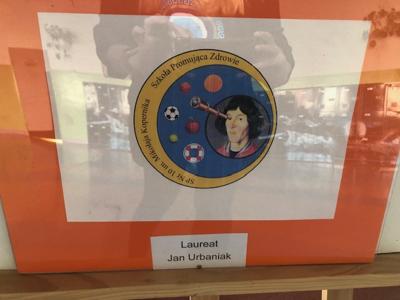 Szkoła Promująca Zdrowie
SP Nr 10 im. Mikołaja Kopernika
Laureat
Jan Urbaniak